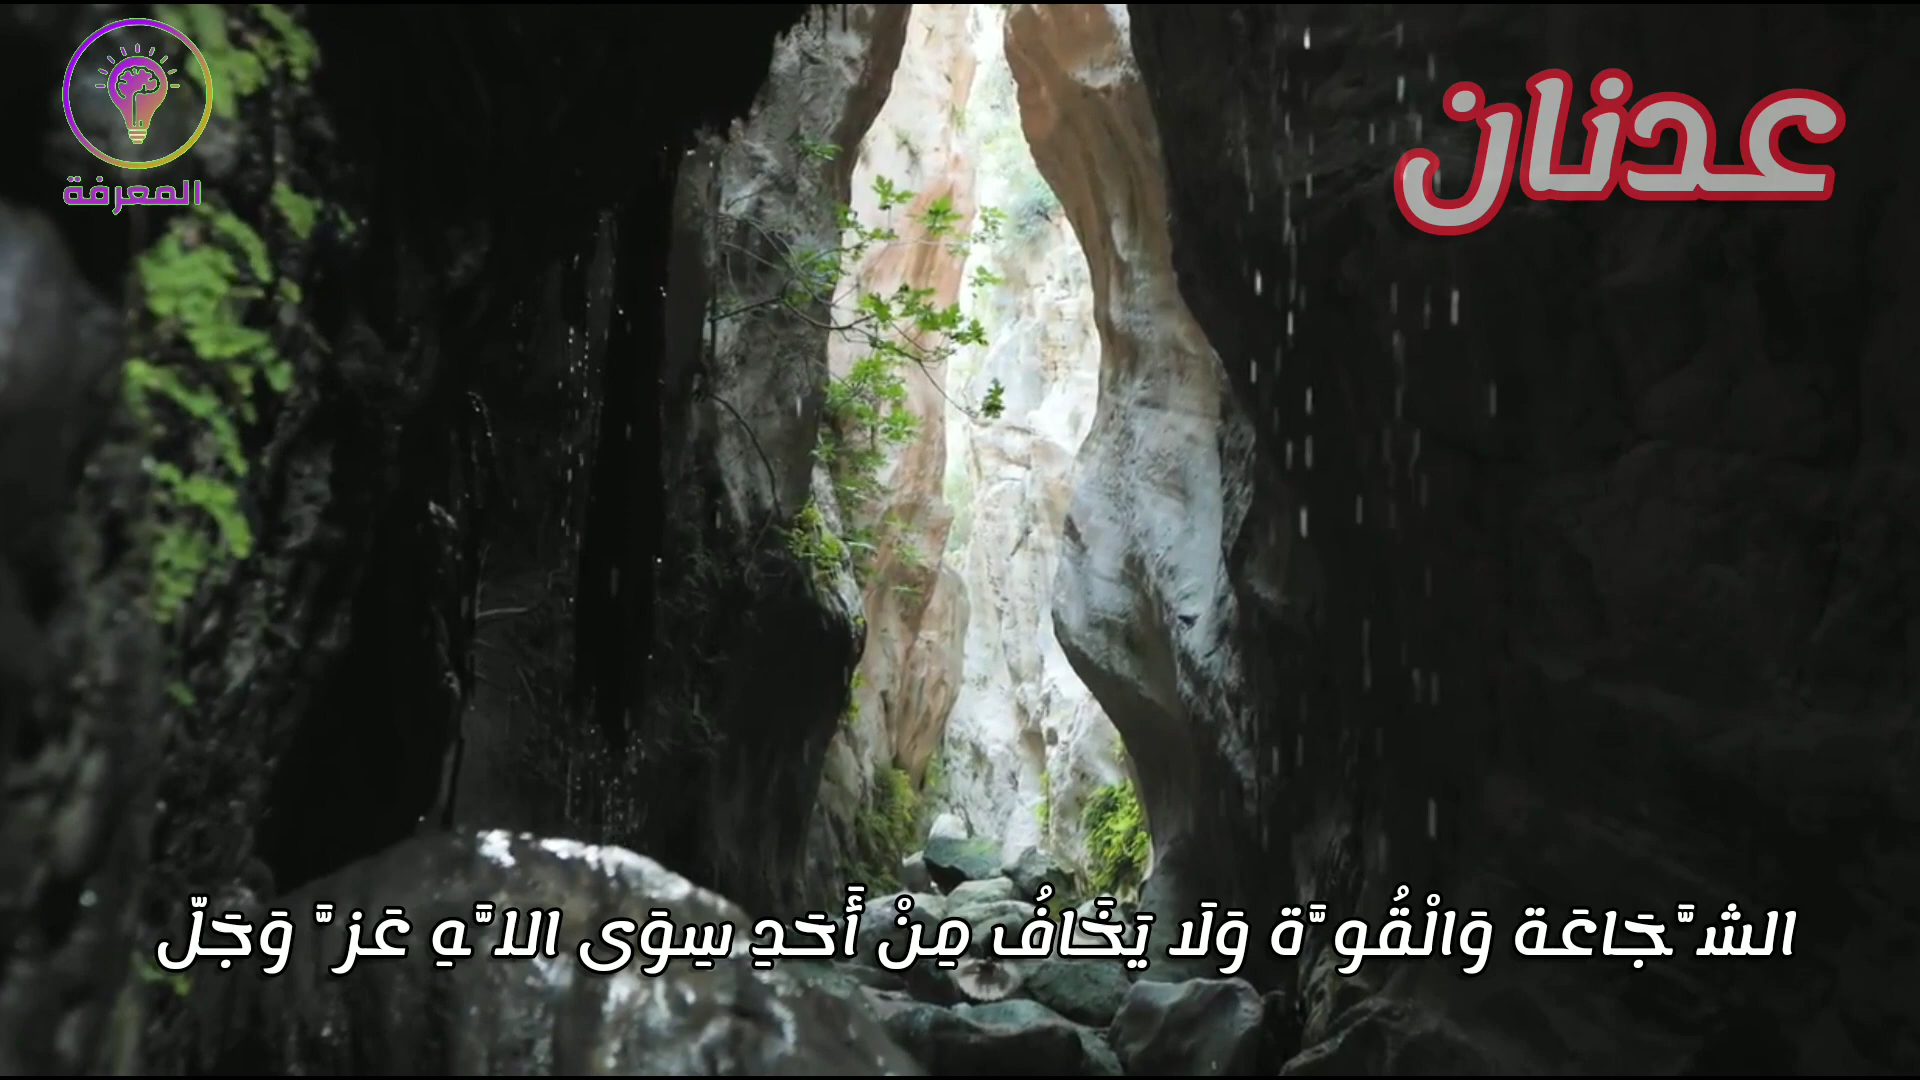 عدنان
المعرفة
الشَّجَاعَة وَالْقُوَّة وَلَا يَخَافُ مِنْ أَحَدٍ سِوَى اللَّهِ عَزَّ وَجَلّ